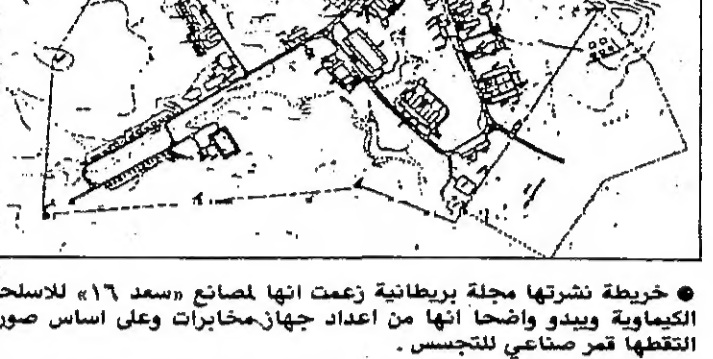 ● خريطة نشرتها مجلة بريطانية زعمت انها لمصانع «سعد ١٦» للاسلح
الكيماوية ويبدو واضحا انها من اعداد جهاز مخابرات وعلى اساس صور
التقطها قمر صناعي للتجسس .